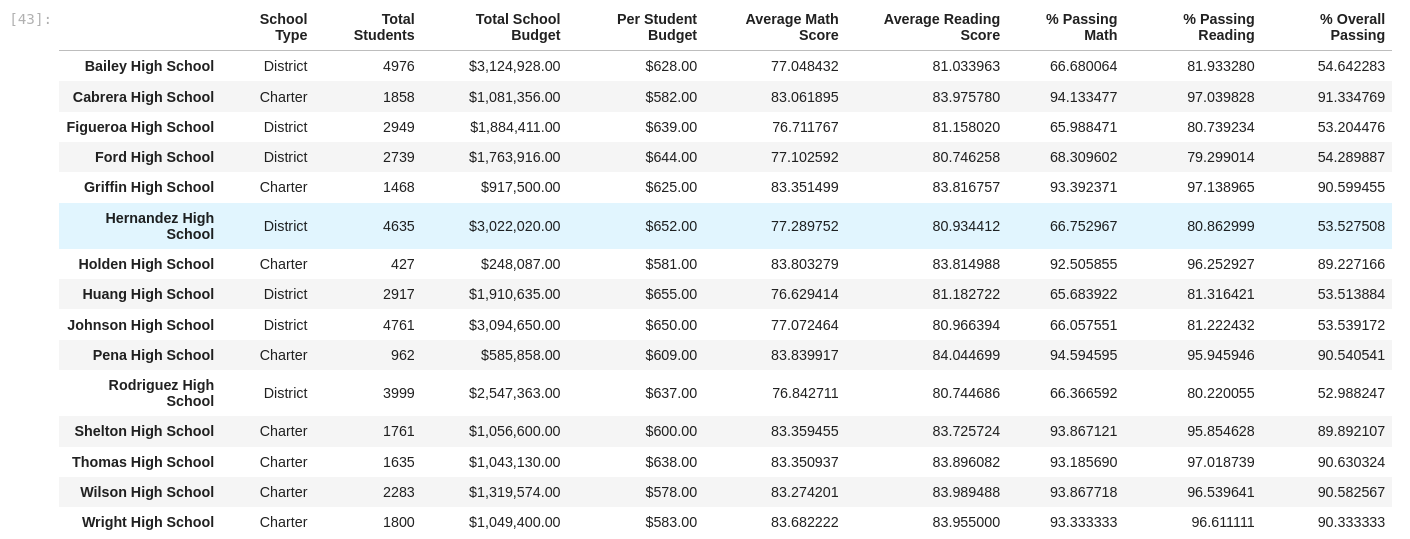 [43]: School Type Total Students Total School Budget Per Student Budget Average Math Score Average Reading Score % Passing Math % Passing Reading % Overall Passing
Bailey High School District 4976 $3,124,928.00 $628.00 77.048432 81.033963 66.680064 81.933280 54.642283
Cabrera High School Charter 1858 $1,081,356.00 $582.00 83.061895 83.975780 94.133477 97.039828 91.334769
Figueroa High School District 2949 $1,884,411.00 $639.00 76.711767 81.158020 65.988471 80.739234 53.204476
Ford High School District 2739 $1,763,916.00 $644.00 77.102592 80.746258 68.309602 79.299014 54.289887
Griffin High School Charter 1468 $917,500.00 $625.00 83.351499 83.816757 93.392371 97.138965 90.599455
Hernandez High School District 4635 $3,022,020.00 $652.00 77.289752 80.934412 66.752967 80.862999 53.527508
Holden High School Charter 427 $248,087.00 $581.00 83.803279 83.814988 92.505855 96.252927 89.227166
Huang High School District 2917 $1,910,635.00 $655.00 76.629414 81.182722 65.683922 81.316421 53.513884
Johnson High School District 4761 $3,094,650.00 $650.00 77.072464 80.966394 66.057551 81.222432 53.539172
Pena High School Charter 962 $585,858.00 $609.00 83.839917 84.044699 94.594595 95.945946 90.540541
Rodriguez High School District 3999 $2,547,363.00 $637.00 76.842711 80.744686 66.366592 80.220055 52.988247
Shelton High School Charter 1761 $1,056,600.00 $600.00 83.359455 83.725724 93.867121 95.854628 89.892107
Thomas High School Charter 1635 $1,043,130.00 $638.00 83.350937 83.896082 93.185690 97.018739 90.630324
Wilson High School Charter 2283 $1,319,574.00 $578.00 83.274201 83.989488 93.867718 96.539641 90.582567
Wright High School Charter 1800 $1,049,400.00 $583.00 83.682222 83.955000 93.333333 96.611111 90.333333